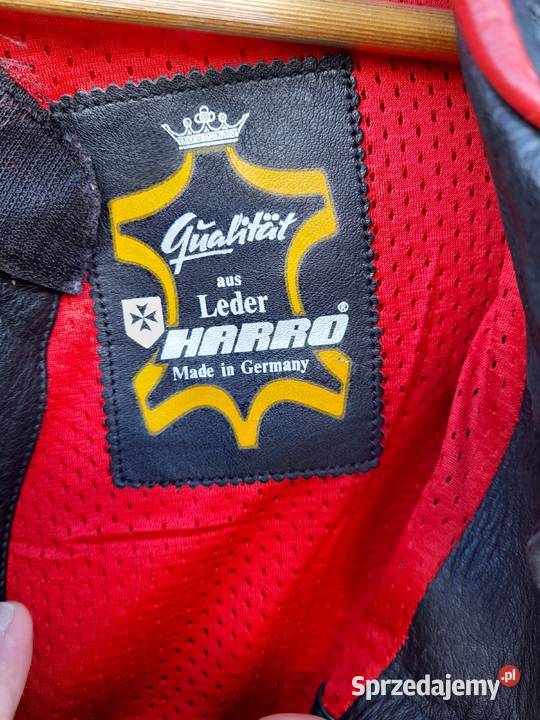 Qualität
aus
Leder
HARRO®
Made in Germany
Sprzedajemy.pl